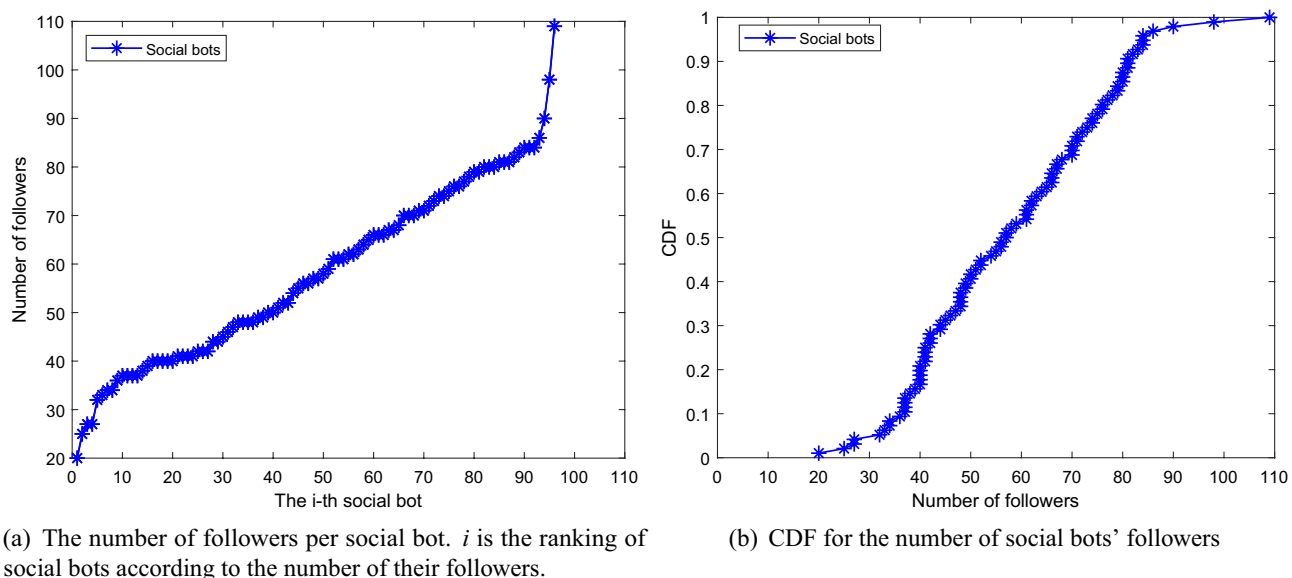 110
100
90
80
70
60
50
40
30
20
Number of followers
Social bots
0 10 20 30 40 50 60 70 80 90 100 110
The i-th social bot
1
0.9
0.8
0.7
0.6
0.5
0.4
0.3
0.2
0.1
0
CDF
Social bots
0 10 20 30 40 50 60 70 80 90 100 110
Number of followers
(a) The number of followers per social bot. i is the ranking of
social bots according to the number of their followers.
(b) CDF for the number of social bots’ followers